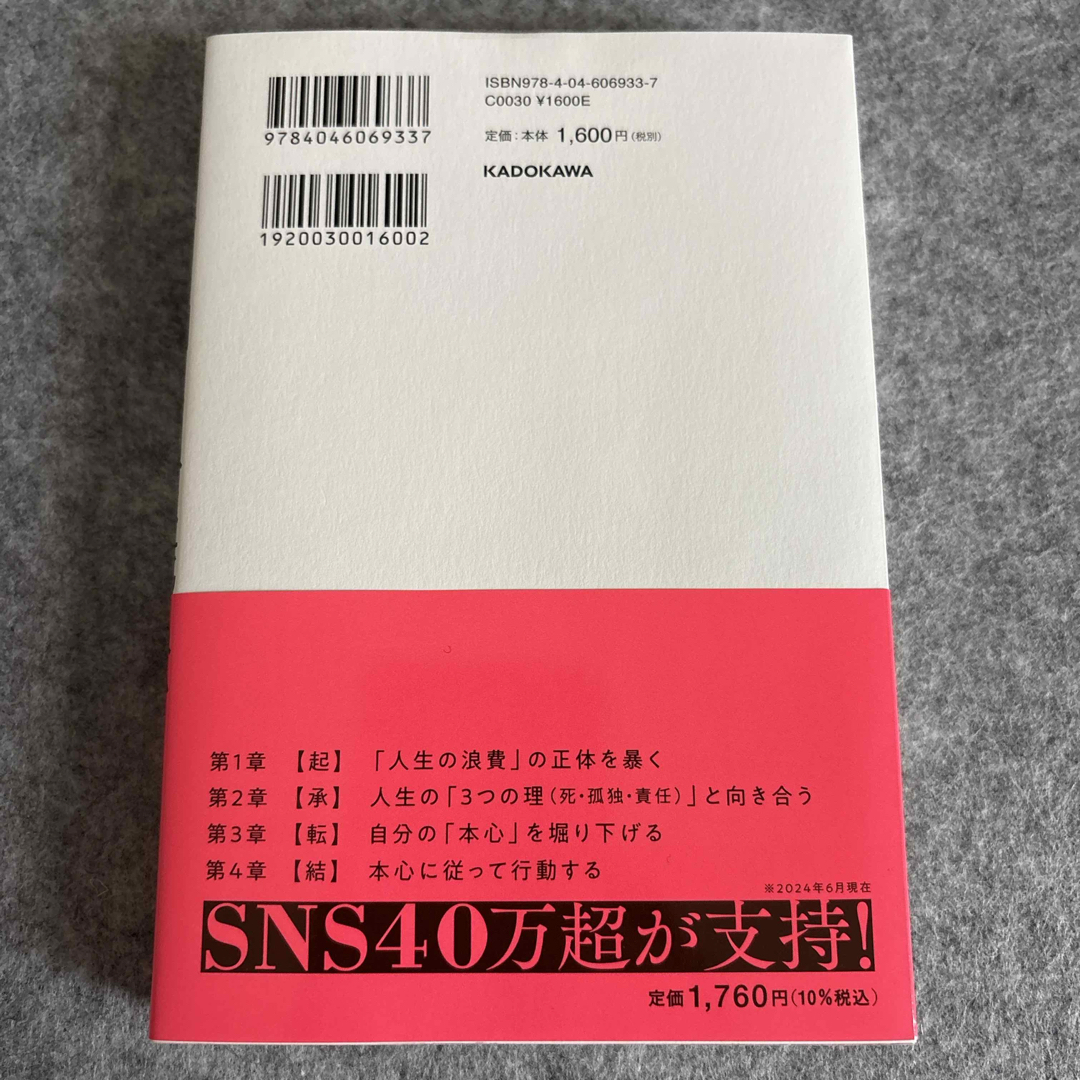 9784046069337
1920030016002
ISBN978-4-04-606933-7
C0030 ¥1600E
定価:本体 1,600円(税別)
KADOKAWA
第1章 【起】 「人生の浪費」の正体を暴く
第2章 【承】 人生の「3つの理(死・孤独・責任)」と向き合う
第3章 【転】 自分の「本心」を堀り下げる
第4章 【結】 本心に従って行動する
※2024年6月現在
SNS40万超が支持!
定価1,760円(10%税込)